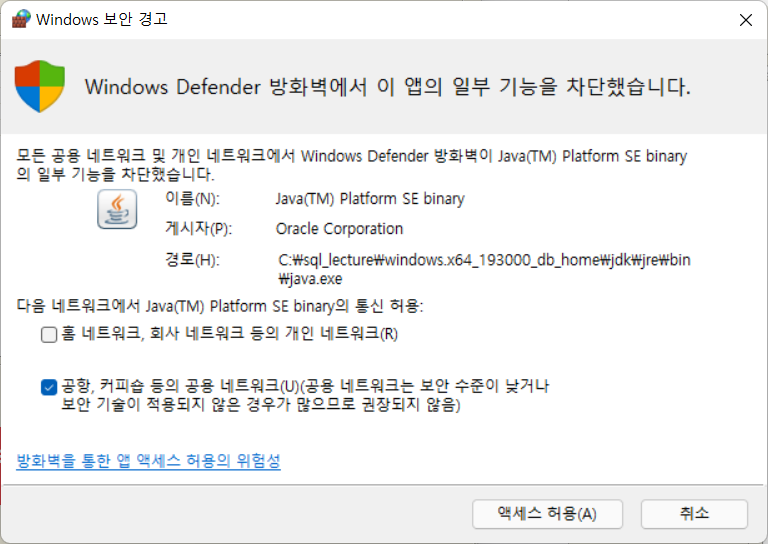 Windows 보안 경고
Windows Defender 방화벽에서 이 앱의 일부 기능을 차단했습니다.
모든 공용 네트워크 및 개인 네트워크에서 Windows Defender 방화벽이 Java(TM) Platform SE binary
의 일부 기능을 차단했습니다.
이름(N): Java(TM) Platform SE binary
게시자(P): Oracle Corporation
경로(H): C:₩sql_lecture₩windows.x64_193000_db_home₩jdk₩jre₩bin
₩java.exe
다음 네트워크에서 Java(TM) Platform SE binary의 통신 허용:
홈 네트워크, 회사 네트워크 등의 개인 네트워크(R)
공항, 커피숍 등의 공용 네트워크(U)(공용 네트워크는 보안 수준이 낮거나
보안 기술이 적용되지 않은 경우가 많으므로 권장되지 않음)
방화벽을 통한 앱 액세스 허용의 위험성
액세스 허용(A) 취소